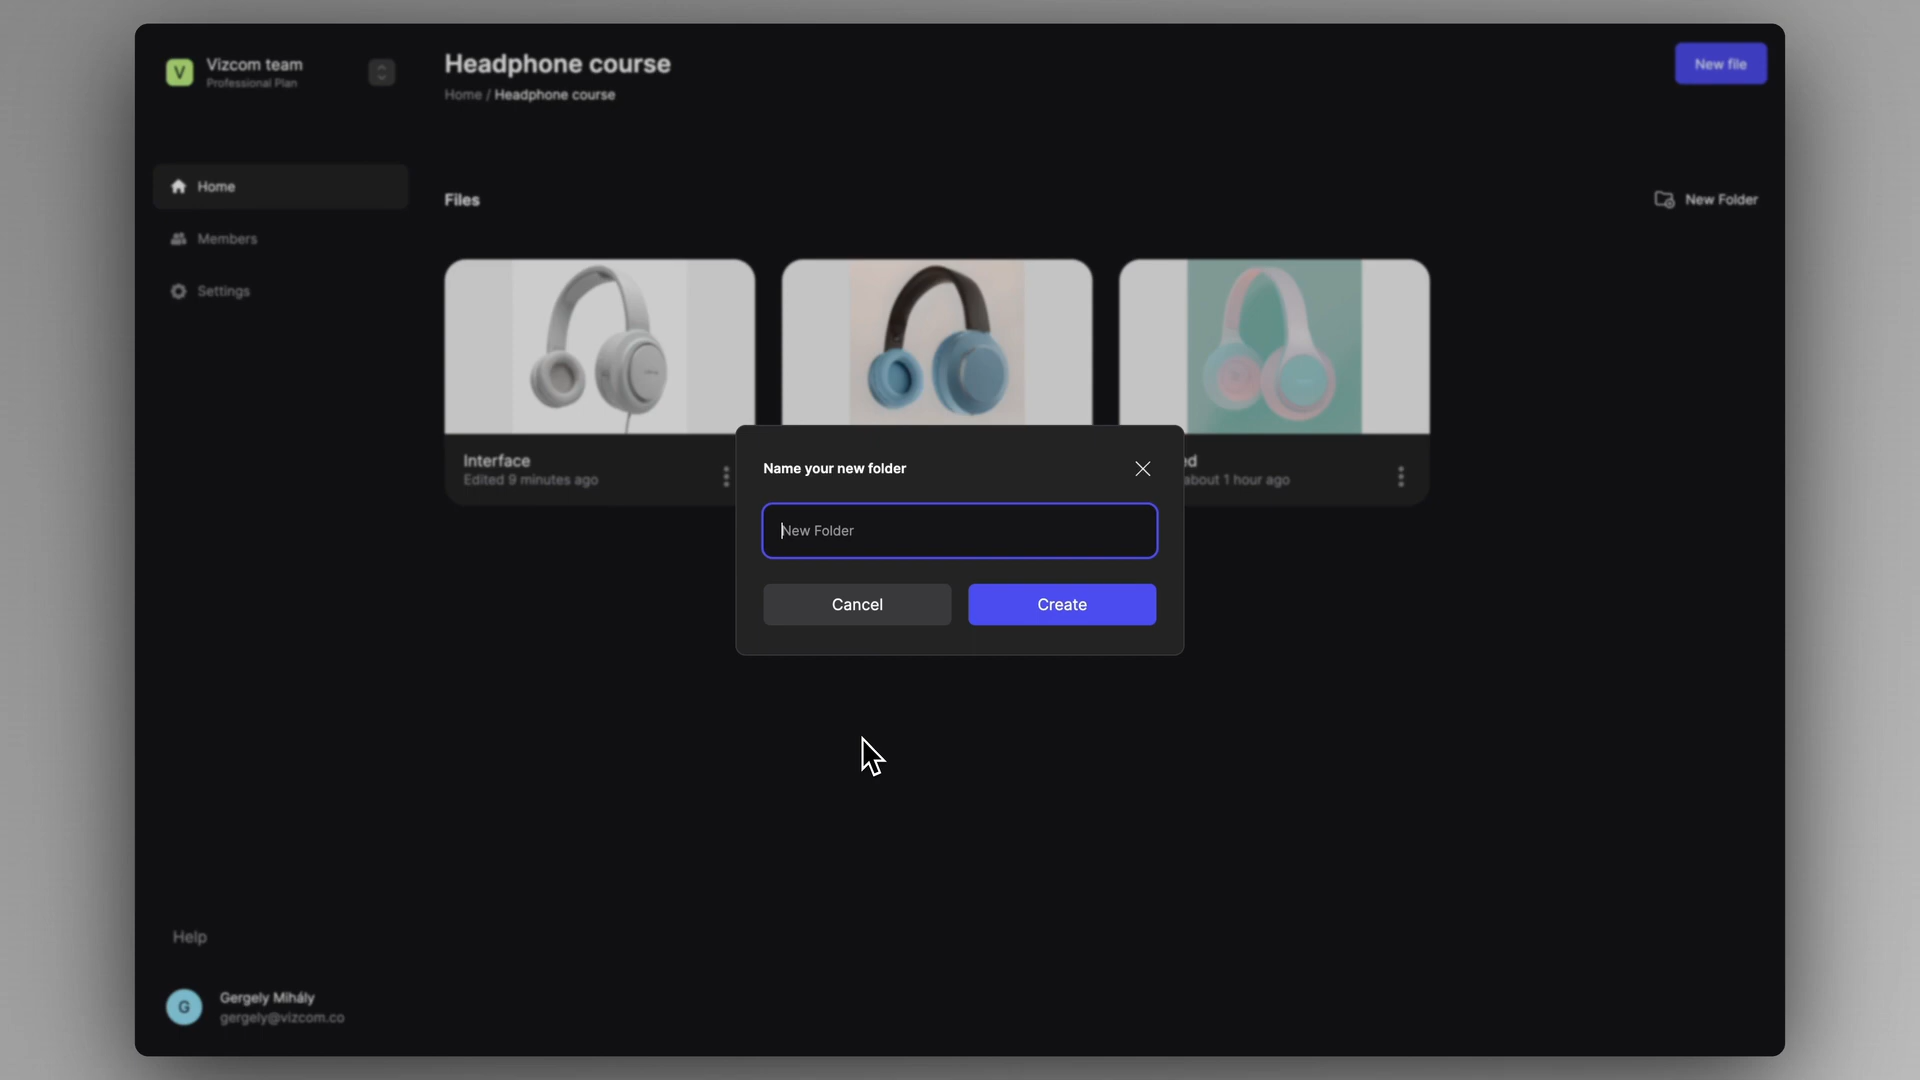 V
Vizcom team
Professional Plan
Headphone course
Home / Headphone course
New file
Home
Members
Settings
Files
New Folder
Interface
Edited 9 minutes ago
about 1 hour ago
Name your new folder
New Folder
Cancel
Create
Help
G
Gergely Mihály
gergely@vizcom.co